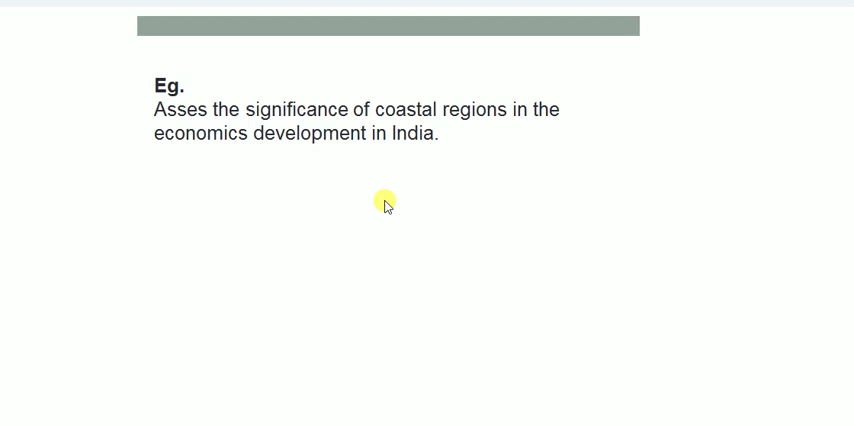 Eg.
Asses the significance of coastal regions in the
economics development in India.